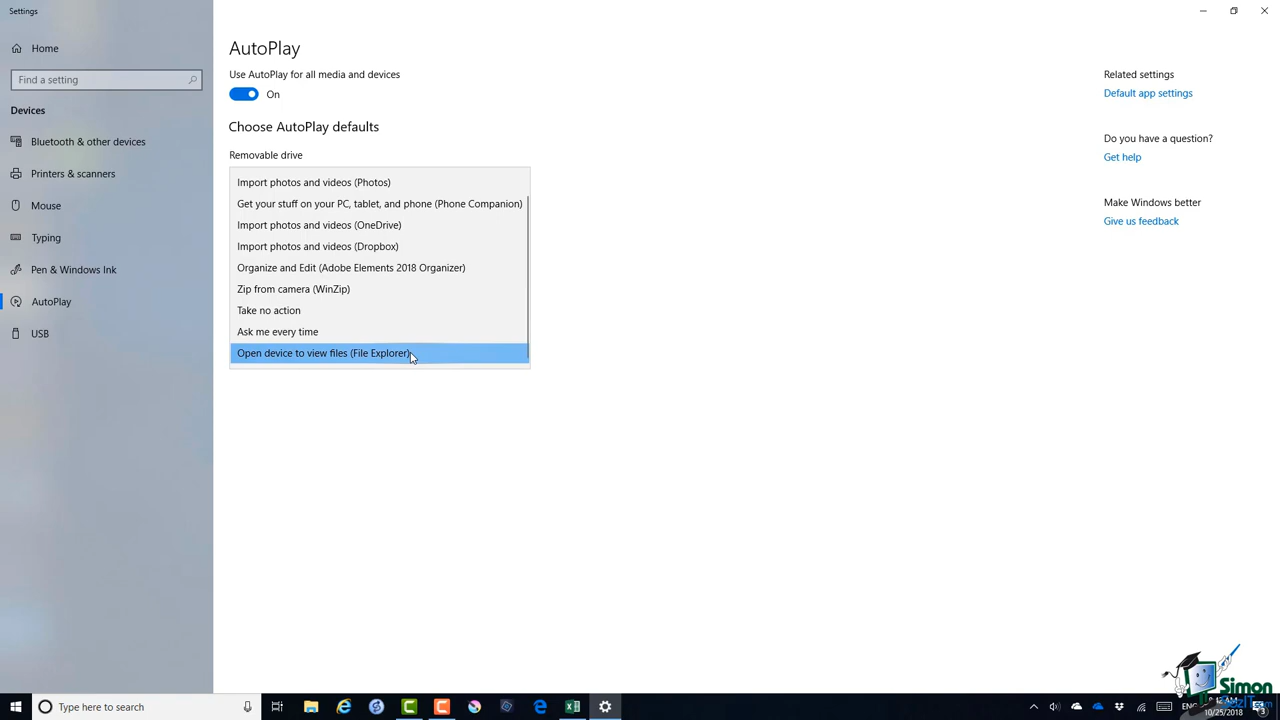 Settings
Home
Find a setting
Devices
Bluetooth & other devices
Printers & scanners
Mouse
Typing
Pen & Windows Ink
AutoPlay
USB
AutoPlay
Use AutoPlay for all media and devices
On
Choose AutoPlay defaults
Removable drive
Import photos and videos (Photos)
Get your stuff on your PC, tablet, and phone (Phone Companion)
Import photos and videos (OneDrive)
Import photos and videos (Dropbox)
Organize and Edit (Adobe Elements 2018 Organizer)
Zip from camera (WinZip)
Take no action
Ask me every time
Open device to view files (File Explorer)
Related settings
Default app settings
Do you have a question?
Get help
Make Windows better
Give us feedback
Type here to search
ENG
10/25/2018
Simon